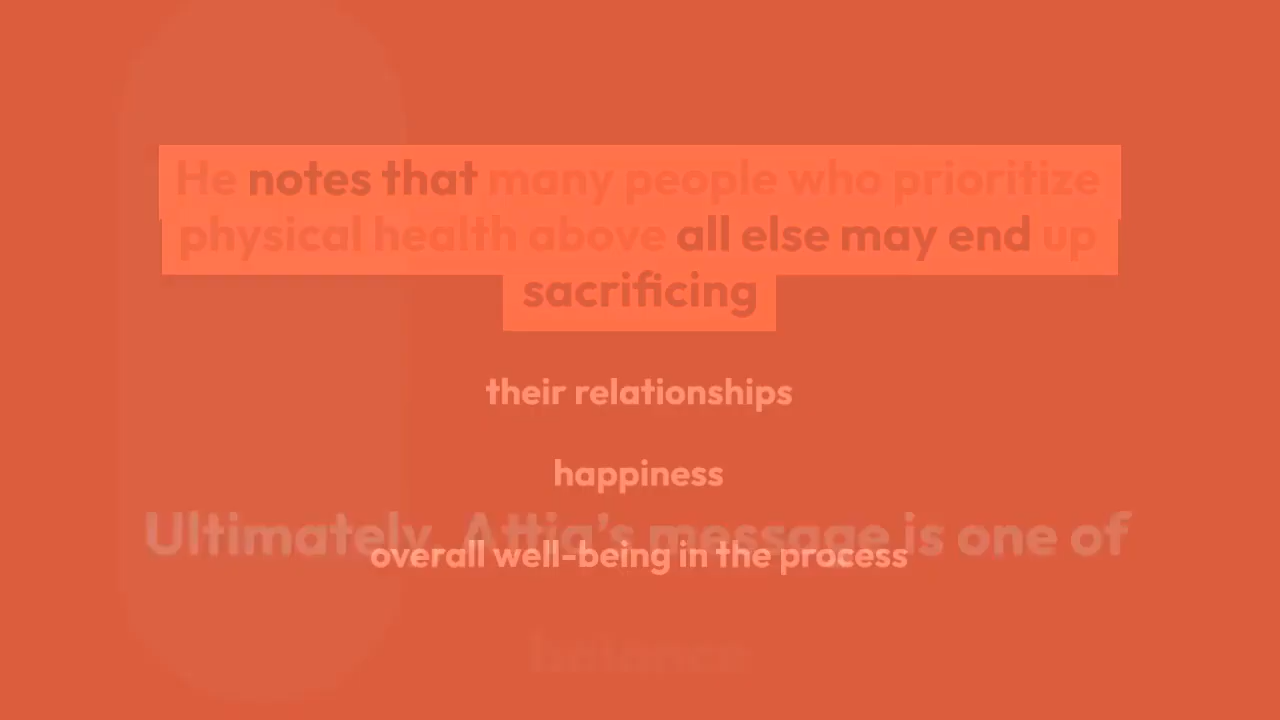 He notes that many people who prioritize
physical health above all else may end up
sacrificing
their relationships
happiness
Ultimately, Attia's message is one of
overall well-being in the process
balance